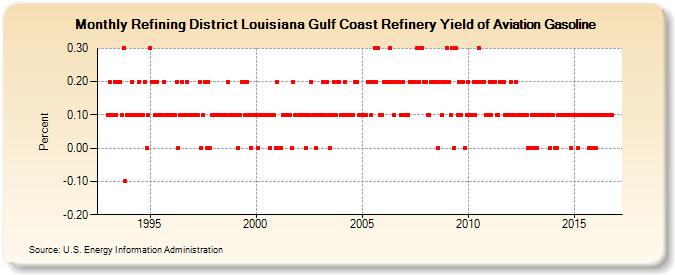 Monthly Refining District Louisiana Gulf Coast Refinery Yield of Aviation Gasoline
Percent
0.30
0.20
0.10
0.00
-0.10
-0.20
1995 2000 2005 2010 2015
Source: U.S. Energy Information Administration